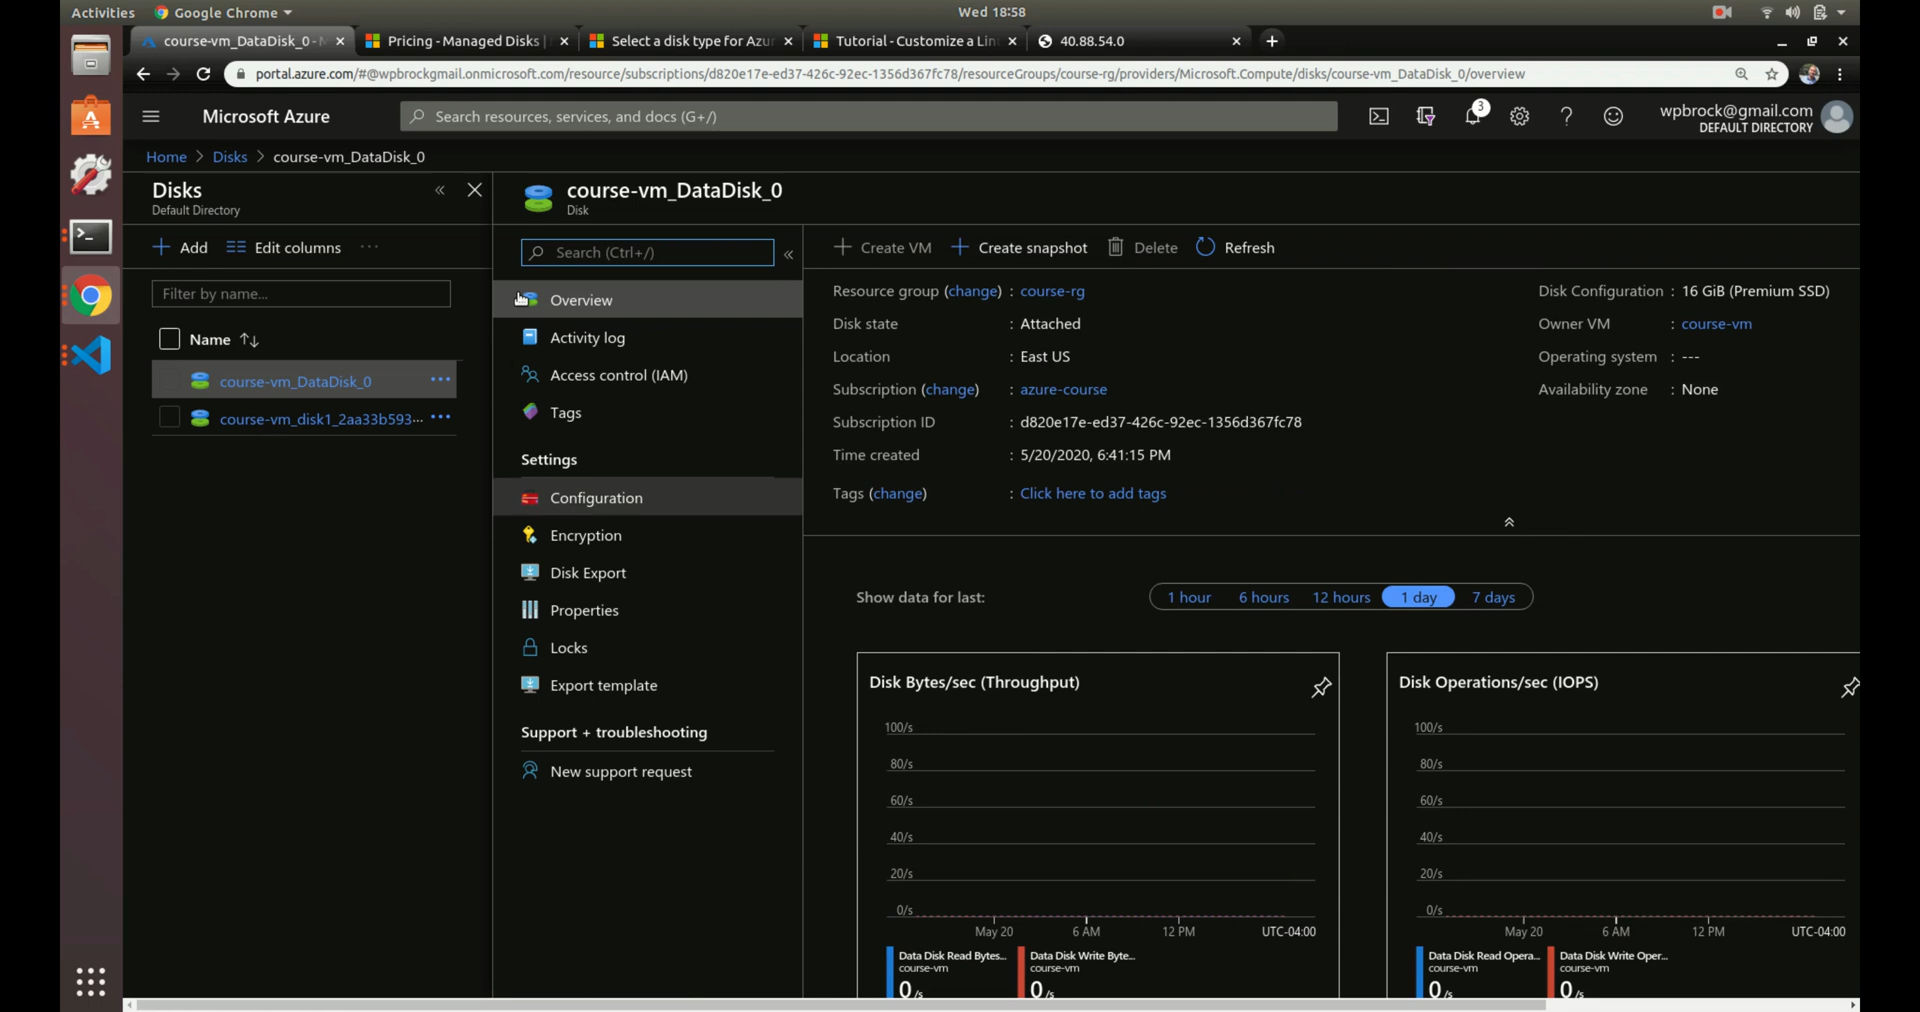 Activities
Google Chrome
Wed 18:58
course-vm_DataDisk_0 - M
Pricing - Managed Disks
Select a disk type for Azur
Tutorial - Customize a Lin
40.88.54.0
portal.azure.com/#@wpbrockgmail.onmicrosoft.com/resource/subscriptions/d820e17e-ed37-426c-92ec-1356d367fc78/resourceGroups/course-rg/providers/Microsoft.Compute/disks/course-vm_DataDisk_0/overview
Microsoft Azure
Search resources, services, and docs (G+/)
3
wpbrock@gmail.com
DEFAULT DIRECTORY
Home > Disks > course-vm_DataDisk_0
Disks
Default Directory
Add
Edit columns
Filter by name...
Name
course-vm_DataDisk_0
course-vm_disk1_2aa33b593...
course-vm_DataDisk_0
Disk
Search (Ctrl+/)
Overview
Activity log
Access control (IAM)
Tags
Settings
Configuration
Encryption
Disk Export
Properties
Locks
Export template
Support + troubleshooting
New support request
Create VM
Create snapshot
Delete
Refresh
Resource group (change) : course-rg
Disk state : Attached
Location : East US
Subscription (change) : azure-course
Subscription ID : d820e17e-ed37-426c-92ec-1356d367fc78
Time created : 5/20/2020, 6:41:15 PM
Tags (change) : Click here to add tags
Disk Configuration : 16 GiB (Premium SSD)
Owner VM : course-vm
Operating system : ---
Availability zone : None
Show data for last:
1 hour
6 hours
12 hours
1 day
7 days
Disk Bytes/sec (Throughput)
100/s
80/s
60/s
40/s
20/s
0/s
May 20
6 AM
12 PM
UTC-04:00
Data Disk Read Bytes...
course-vm
0 /s
Data Disk Write Byte...
course-vm
0 /s
Disk Operations/sec (IOPS)
100/s
80/s
60/s
40/s
20/s
0/s
May 20
6 AM
12 PM
UTC-04:00
Data Disk Read Opera...
course-vm
0 /s
Data Disk Write Oper...
course-vm
0 /s